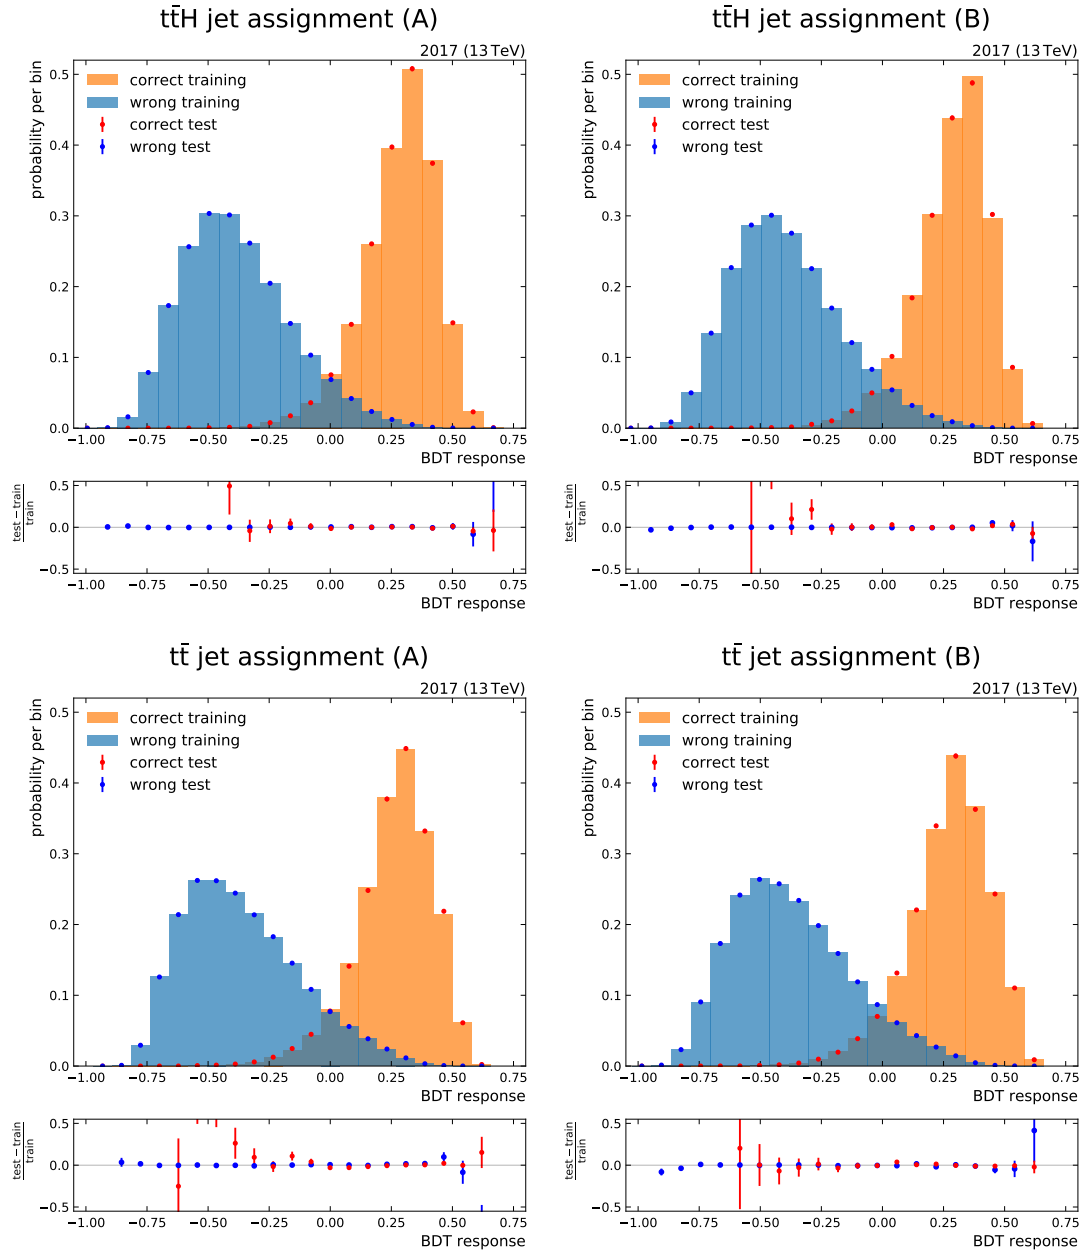 tt̄H jet assignment (A)
2017 (13 TeV)
probability per bin
correct training
wrong training
correct test
wrong test
0.5
0.4
0.3
0.2
0.1
0.0
−1.00 −0.75 −0.50 −0.25 0.00 0.25 0.50 0.75
BDT response
test − train
train
0.5
0.0
−0.5
−1.00 −0.75 −0.50 −0.25 0.00 0.25 0.50 0.75
BDT response
tt̄H jet assignment (B)
2017 (13 TeV)
probability per bin
correct training
wrong training
correct test
wrong test
0.5
0.4
0.3
0.2
0.1
0.0
−1.00 −0.75 −0.50 −0.25 0.00 0.25 0.50 0.75
BDT response
test − train
train
0.5
0.0
−0.5
−1.00 −0.75 −0.50 −0.25 0.00 0.25 0.50 0.75
BDT response
tt̄ jet assignment (A)
2017 (13 TeV)
probability per bin
correct training
wrong training
correct test
wrong test
0.5
0.4
0.3
0.2
0.1
0.0
−1.00 −0.75 −0.50 −0.25 0.00 0.25 0.50 0.75
BDT response
test − train
train
0.5
0.0
−0.5
−1.00 −0.75 −0.50 −0.25 0.00 0.25 0.50 0.75
BDT response
tt̄ jet assignment (B)
2017 (13 TeV)
probability per bin
correct training
wrong training
correct test
wrong test
0.5
0.4
0.3
0.2
0.1
0.0
−1.00 −0.75 −0.50 −0.25 0.00 0.25 0.50 0.75
BDT response
test − train
train
0.5
0.0
−0.5
−1.00 −0.75 −0.50 −0.25 0.00 0.25 0.50 0.75
BDT response